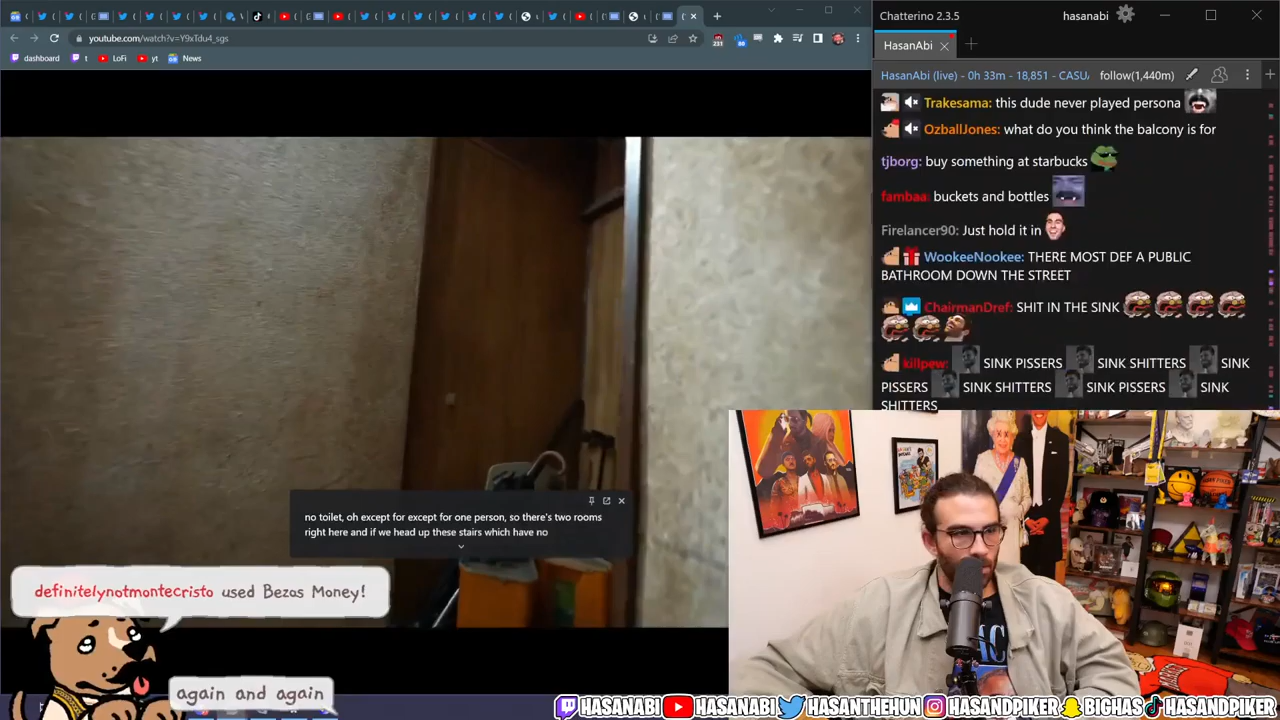 youtube.com/watch?v=Y9xTdu4_sgs
231
80
dashboard
t
LoFi
yt
News
Chatterino 2.3.5
hasanabi
HasanAbi
HasanAbi (live) - 0h 33m - 18,851 - CASU
follow(1,440m)
Trakesama: this dude never played persona
OzballJones: what do you think the balcony is for
tjborg: buy something at starbucks
fambaa: buckets and bottles
Firelancer90: Just hold it in
WookeeNookee: THERE MOST DEF A PUBLIC
BATHROOM DOWN THE STREET
ChairmanDref: SHIT IN THE SINK
killpew: SINK PISSERS SINK SHITTERS SINK
PISSERS SINK SHITTERS SINK PISSERS SINK
SHITTERS
no toilet, oh except for except for one person, so there's two rooms
right here and if we head up these stairs which have no
definitelynotmontecristo used Bezas Money!
again and again
HASANABI HASANABI HASANTHEHUN HASANDPIKER BIGHAS HASANDPIKER